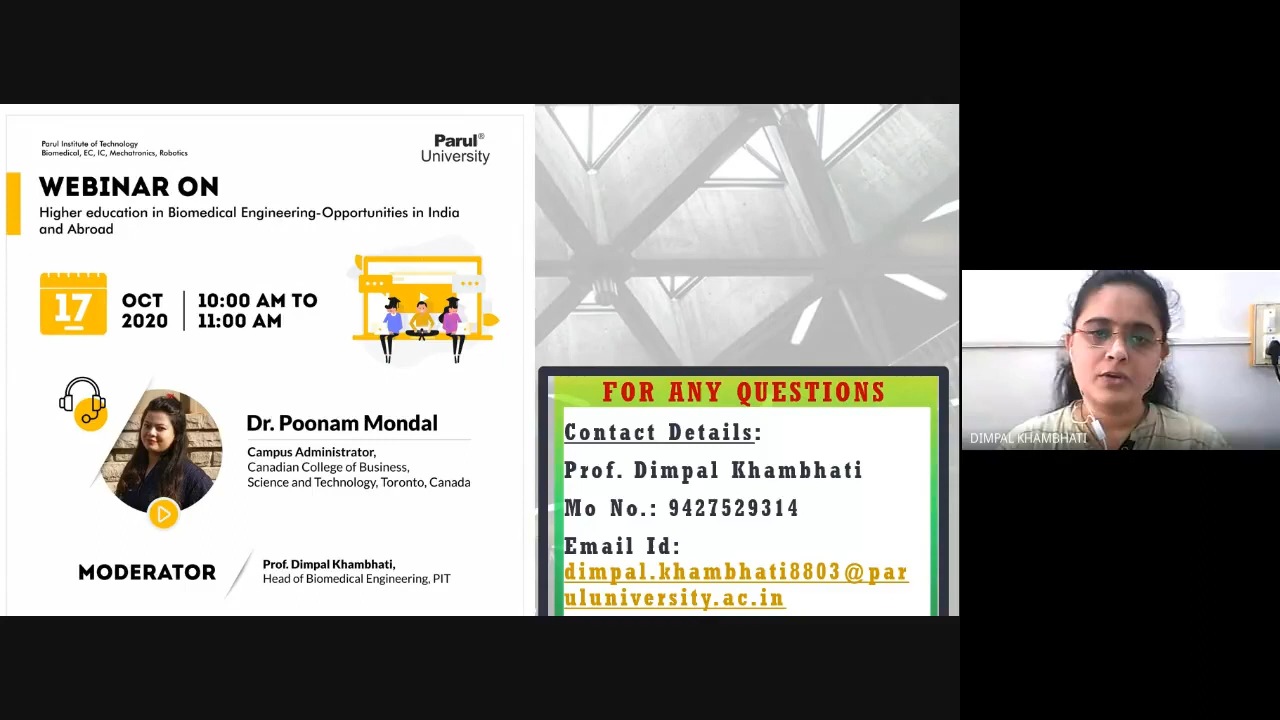 Parul Institute of Technology
Biomedical, EC, IC, Mechatronics, Robotics
Parul®
University
WEBINAR ON
Higher education in Biomedical Engineering-Opportunities in India
and Abroad
17
OCT
2020
10:00 AM TO
11:00 AM
Dr. Poonam Mondal
Campus Administrator,
Canadian College of Business,
Science and Technology, Toronto, Canada
MODERATOR
Prof. Dimpal Khambhati,
Head of Biomedical Engineering, PIT
FOR ANY QUESTIONS
Contact Details:
Prof. Dimpal Khambhati
Mo No.: 9427529314
Email Id:
dimpal.khambhati8803@par
uluniversity.ac.in
DIMPAL KHAMBHATI